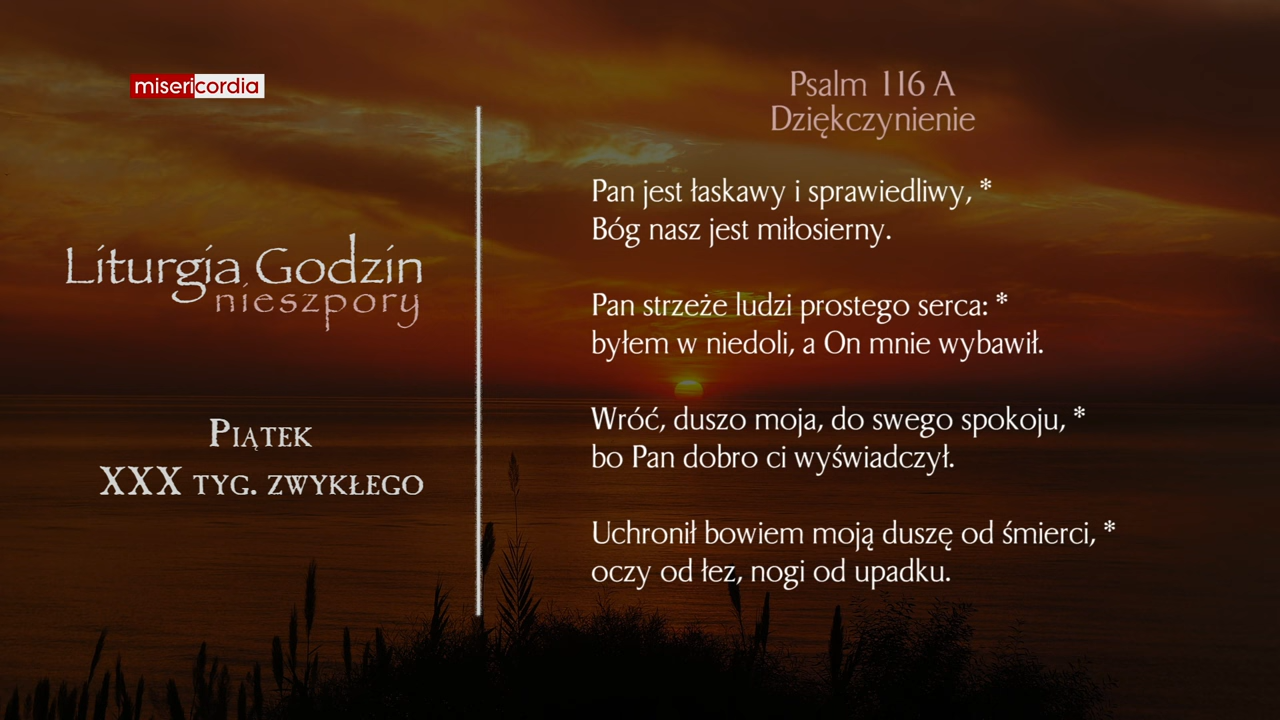 misericordia
Liturgia Godzin
nieszpory
Piątek
XXX tyg. zwykłego
Psalm 116 A
Dziękczynienie
Pan jest łaskawy i sprawiedliwy, *
Bóg nasz jest miłosierny.
Pan strzeże ludzi prostego serca: *
byłem w niedoli, a On mnie wybawił.
Wróć, duszo moja, do swego spokoju, *
bo Pan dobro ci wyświadczył.
Uchronił bowiem moją duszę od śmierci, *
oczy od łez, nogi od upadku.